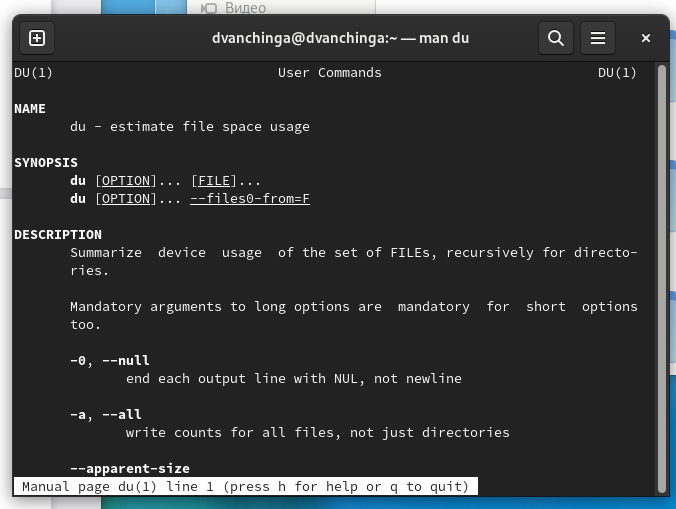 Видео
dvanchinga@dvanchinga:~ — man du
DU(1) User Commands DU(1)
NAME
du - estimate file space usage
SYNOPSIS
du [OPTION]... [FILE]...
du [OPTION]... --files0-from=F
DESCRIPTION
Summarize device usage of the set of FILEs, recursively for directo-
ries.
Mandatory arguments to long options are mandatory for short options
too.
-0, --null
end each output line with NUL, not newline
-a, --all
write counts for all files, not just directories
--apparent-size
Manual page du(1) line 1 (press h for help or q to quit)